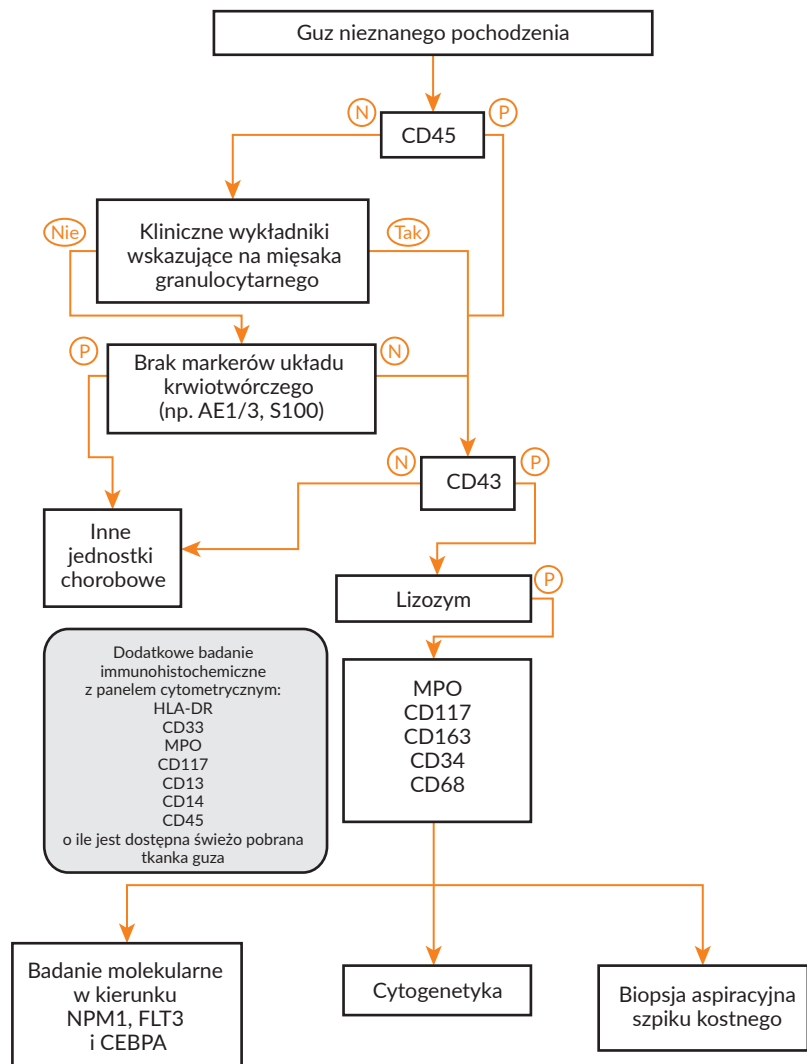 Guz nieznanego pochodzenia
N
P
CD45
Nie
Kliniczne wykładniki
wskazujące na mięsaka
granulocytarnego
Tak
P
Brak markerów układu
krwiotwórczego
(np. AE1/3, S100)
N
N
CD43
P
Inne
jednostki
chorobowe
Lizozym
P
Dodatkowe badanie
immunohistochemiczne
z panelem cytometrycznym:
HLA-DR
CD33
MPO
CD117
CD13
CD14
CD45
o ile jest dostępna świeżo pobrana
tkanka guza
MPO
CD117
CD163
CD34
CD68
Badanie molekularne
w kierunku
NPM1, FLT3
i CEBPA
Cytogenetyka
Biopsja aspiracyjna
szpiku kostnego